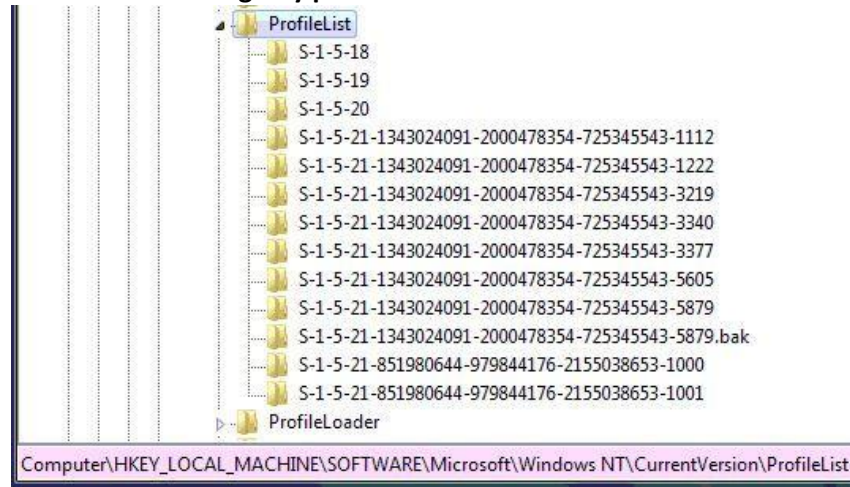 ProfileList
S-1-5-18
S-1-5-19
S-1-5-20
S-1-5-21-1343024091-2000478354-725345543-1112
S-1-5-21-1343024091-2000478354-725345543-1222
S-1-5-21-1343024091-2000478354-725345543-3219
S-1-5-21-1343024091-2000478354-725345543-3340
S-1-5-21-1343024091-2000478354-725345543-3377
S-1-5-21-1343024091-2000478354-725345543-5605
S-1-5-21-1343024091-2000478354-725345543-5879
S-1-5-21-1343024091-2000478354-725345543-5879.bak
S-1-5-21-851980644-979844176-2155038653-1000
S-1-5-21-851980644-979844176-2155038653-1001
ProfileLoader
Computer\HKEY_LOCAL_MACHINE\SOFTWARE\Microsoft\Windows NT\CurrentVersion\ProfileList